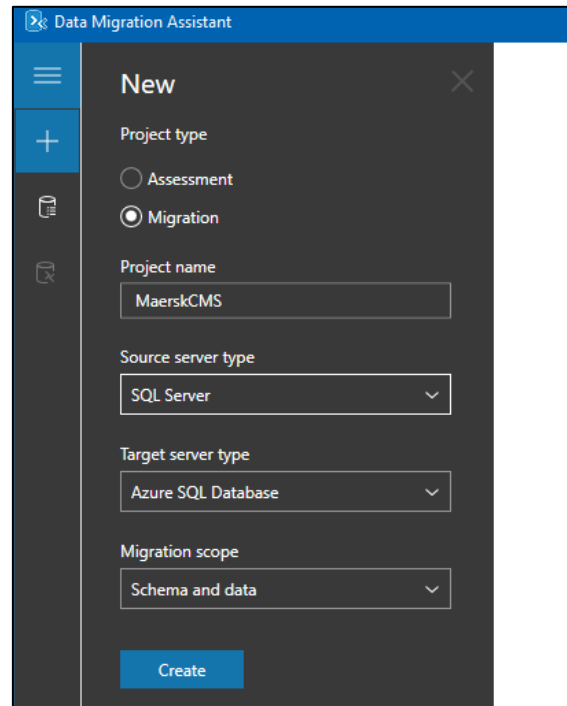 Data Migration Assistant
New
Project type
Assessment
Migration
Project name
MaerskCMS
Source server type
SQL Server
Target server type
Azure SQL Database
Migration scope
Schema and data
Create